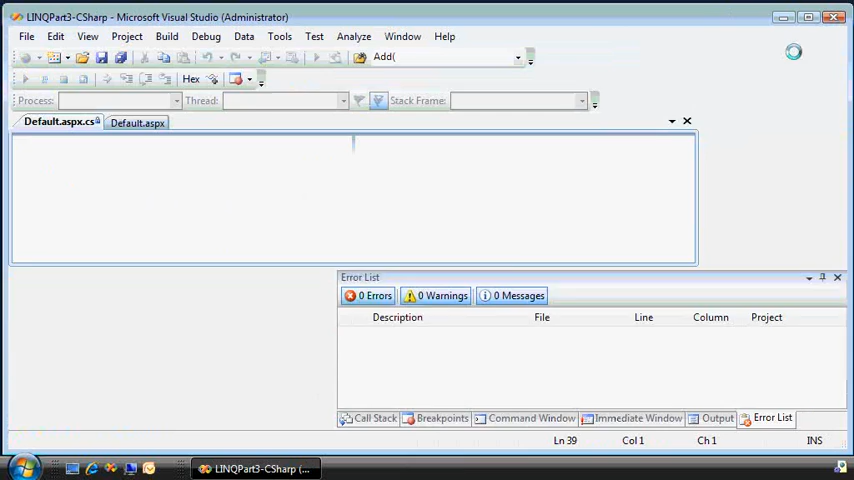 LINQPart3-CSharp - Microsoft Visual Studio (Administrator)
File Edit View Project Build Debug Data Tools Test Analyze Window Help
Add(
Hex
Process: Thread: Stack Frame:
Default.aspx.cs Default.aspx
Error List
0 Errors 0 Warnings 0 Messages
Description File Line Column Project
Call Stack Breakpoints Command Window Immediate Window Output Error List
Ln 39 Col 1 Ch 1 INS
LINQPart3-CSharp (...